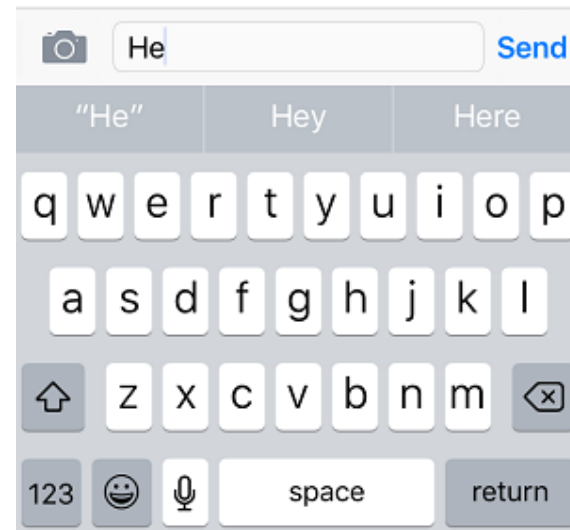 He Send
“He” Hey Here
q w e r t y u i o p
a s d f g h j k l
z x c v b n m
123 space return